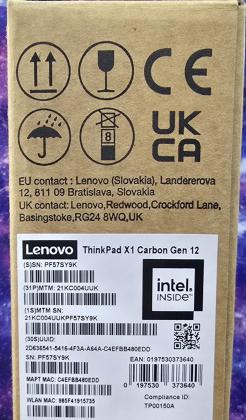 CE
8
UK
CA
EU contact : Lenovo (Slovakia), Landererova
12, 811 09 Bratislava, Slovakia
UK contact: Lenovo,Redwood,Crockford Lane,
Basingstoke,RG24 8WQ,UK
Lenovo ThinkPad X1 Carbon Gen 12
(S)SN: PF57SY9K
(31P)MTM: 21KC004UUK
intel.
INSIDE™
(1S)MTM SN:
21KC004UUKPF57SY9K
(30S)UUID:
2D636541-5416-4F3A-A64A-C4EFBB480EDD
SN: PF57SY9K
EAN: 0197530373640
0 197530 373640
MAPT MAC: C4EFBB480EDD
WLAN MAC: 985F41915735
Compliance ID:
TP00150A